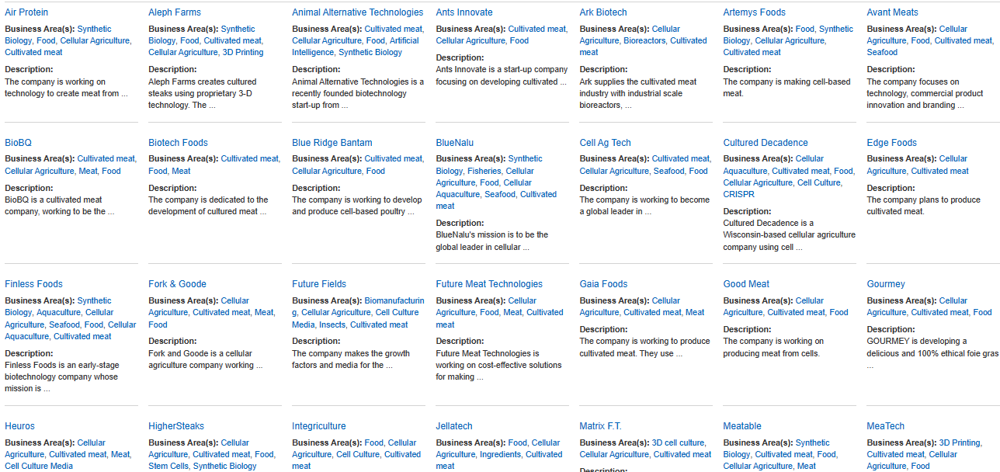 Air Protein
Business Area(s): Synthetic
Biology, Food, Cellular Agriculture,
Cultivated meat
Description:
The company is working on
technology to create meat from ...
Aleph Farms
Business Area(s): Synthetic
Biology, Food, Cultivated meat,
Cellular Agriculture, 3D Printing
Description:
Aleph Farms creates cultured
steaks using proprietary 3-D
technology. The ...
Animal Alternative Technologies
Business Area(s): Cultivated meat,
Cellular Agriculture, Food, Artificial
Intelligence, Synthetic Biology
Description:
Animal Alternative Technologies is a
recently founded biotechnology
start-up from ...
Ants Innovate
Business Area(s): Cultivated meat,
Cellular Agriculture, Food
Description:
Ants Innovate is a start-up company
focusing on developing cultivated ...
Ark Biotech
Business Area(s): Cellular
Agriculture, Bioreactors, Cultivated
meat
Description:
Ark supplies the cultivated meat
industry with industrial scale
bioreactors, ...
Artemys Foods
Business Area(s): Food, Synthetic
Biology, Cellular Agriculture,
Cultivated meat
Description:
The company is making cell-based
meat.
Avant Meats
Business Area(s): Cellular
Agriculture, Food, Cultivated meat,
Seafood
Description:
The company focuses on
technology, commercial product
innovation and branding ...
BioBQ
Business Area(s): Cultivated meat,
Cellular Agriculture, Meat, Food
Description:
BioBQ is a cultivated meat
company, working to be the ...
Biotech Foods
Business Area(s): Cultivated meat,
Food, Meat
Description:
The company is dedicated to the
development of cultured meat ...
Blue Ridge Bantam
Business Area(s): Cultivated meat,
Cellular Agriculture, Food
Description:
The company is working to develop
and produce cell-based poultry ...
BlueNalu
Business Area(s): Synthetic
Biology, Fisheries, Cellular
Agriculture, Food, Cellular
Aquaculture, Seafood, Cultivated
meat
Description:
BlueNalu's mission is to be the
global leader in cellular ...
Cell Ag Tech
Business Area(s): Cultivated meat,
Cellular Agriculture, Seafood, Food
Description:
The company is working to become
a global leader in ...
Cultured Decadence
Business Area(s): Cellular
Aquaculture, Cultivated meat, Food,
Cellular Agriculture, Cell Culture,
CRISPR
Description:
Cultured Decadence is a
Wisconsin-based cellular agriculture
company using cell ...
Edge Foods
Business Area(s): Cellular
Agriculture, Cultivated meat
Description:
The company plans to produce
cultivated meat.
Finless Foods
Business Area(s): Synthetic
Biology, Aquaculture, Cellular
Agriculture, Seafood, Food, Cellular
Aquaculture, Cultivated meat
Description:
Finless Foods is an early-stage
biotechnology company whose
mission is ...
Fork & Goode
Business Area(s): Cellular
Agriculture, Cultivated meat, Meat,
Food
Description:
Fork and Goode is a cellular
agriculture company working ...
Future Fields
Business Area(s): Biomanufacturin
g, Cellular Agriculture, Cell Culture
Media, Insects, Cultivated meat
Description:
The company makes the growth
factors and media for the ...
Future Meat Technologies
Business Area(s): Cellular
Agriculture, Food, Meat, Cultivated
meat
Description:
Future Meat Technologies is
working on cost-effective solutions
for making ...
Gaia Foods
Business Area(s): Cellular
Agriculture, Cultivated meat, Meat
Description:
The company is working to produce
cultivated meat. They use ...
Good Meat
Business Area(s): Cellular
Agriculture, Cultivated meat, Food
Description:
The company is working on
producing meat from cells.
Gourmey
Business Area(s): Cellular
Agriculture, Cultivated meat, Food
Description:
GOURMEY is developing a
delicious and 100% ethical foie gras
...
Heuros
Business Area(s): Cellular
Agriculture, Cultivated meat, Meat,
Cell Culture Media
HigherSteaks
Business Area(s): Cellular
Agriculture, Cultivated meat, Food,
Stem Cells, Synthetic Biology
Integriculture
Business Area(s): Food, Cellular
Agriculture, Cell Culture, Cultivated
meat
Jellatech
Business Area(s): Food, Cellular
Agriculture, Ingredients, Cultivated
meat
Matrix F.T.
Business Area(s): 3D cell culture,
Cellular Agriculture, Cultivated meat
Description:
Meatable
Business Area(s): Synthetic
Biology, Cultivated meat, Food,
Cellular Agriculture, Meat
MeaTech
Business Area(s): 3D Printing,
Cultivated meat, Cellular
Agriculture, Food